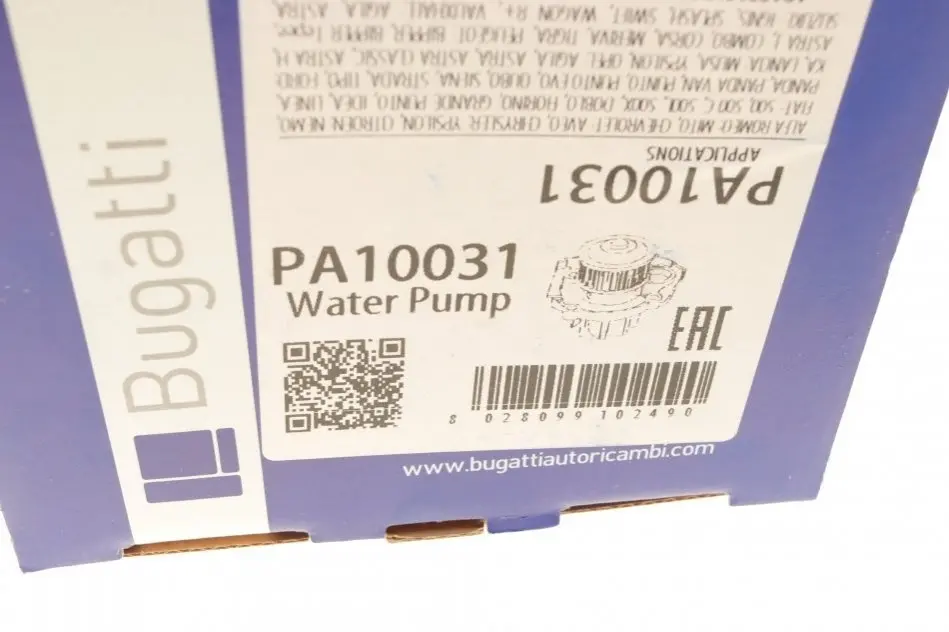 Bugatti
PA10031
Water Pump
EAC
8 028099 102490
www.bugattiautoricambi.com
PA10031
APPLICATIONS
ALFA ROMEO: MITO, CHEVROLET: AVEO, CHRYSLER: YPSILON, CITROEN: NEMO,
FIAT: 500, 500 C, 500L, 500X, DOBLO, FIORINO, GRANDE PUNTO, IDEA, LINEA,
PANDA, PANDA VAN, PUNTO, PUNTO EVO, QUBO, SIENA, STRADA, TIPO, FORD:
KA, LANCIA: MUSA, YPSILON, OPEL: AGILA, ASTRA, ASTRA CLASSIC, ASTRA H,
ASTRA J, COMBO, CORSA, MERIVA, TIGRA, PEUGEOT: BIPPER, BIPPER Tepee,
SUZUKI: IGNIS, SPLASH, SWIFT, WAGON R+, VAUXHALL: AGILA, ASTRA,